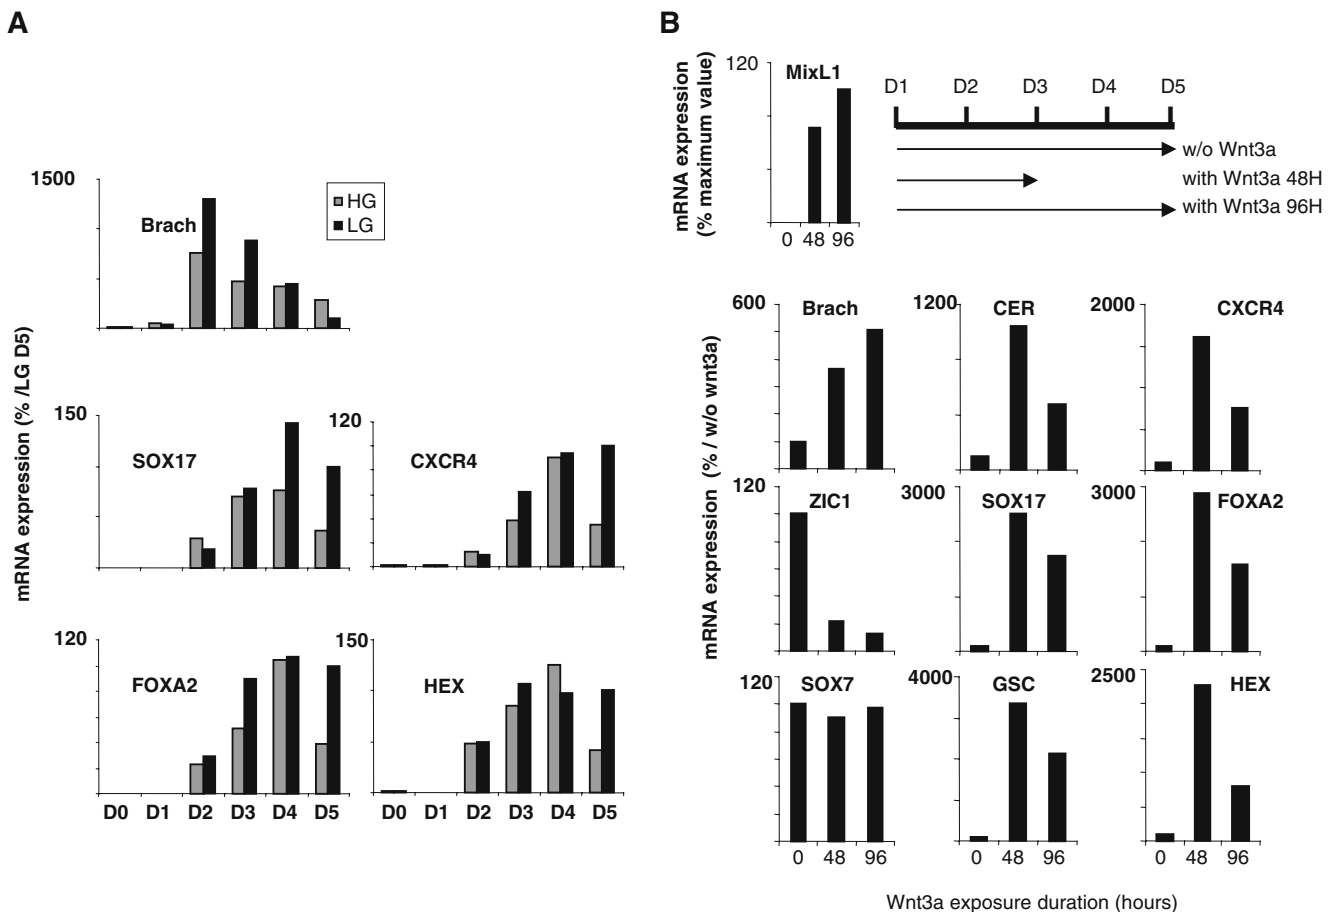 A
1500
Brach
HG
LG
mRNA expression (% /LG D5)
150
SOX17
120
CXCR4
120
FOXA2
150
HEX
D0 D1 D2 D3 D4 D5
D0 D1 D2 D3 D4 D5
B
mRNA expression
(% maximum value)
120
MixL1
0 48 96
D1 D2 D3 D4 D5
w/o Wnt3a
with Wnt3a 48H
with Wnt3a 96H
mRNA expression (% / w/o wnt3a)
600
Brach
1200
CER
2000
CXCR4
120
ZIC1
3000
SOX17
3000
FOXA2
120
SOX7
4000
GSC
2500
HEX
0 48 96
0 48 96
0 48 96
Wnt3a exposure duration (hours)